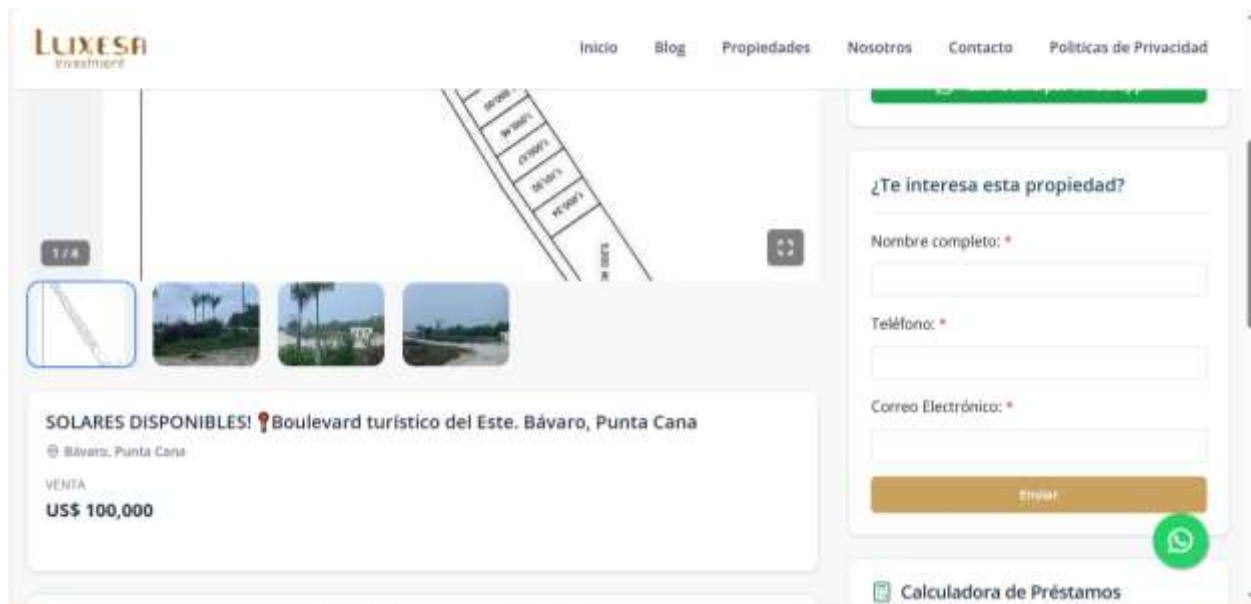 LUXESA
Investment
Inicio Blog Propiedades Nosotros Contacto Politicas de Privacidad
1 / 4
SOLARES DISPONIBLES! 📍Boulevard turístico del Este. Bávaro, Punta Cana
Bávaro, Punta Cana
VENTA
US$ 100,000
¿Te interesa esta propiedad?
Nombre completo: *
Teléfono: *
Correo Electrónico: *
Enviar
Calculadora de Préstamos